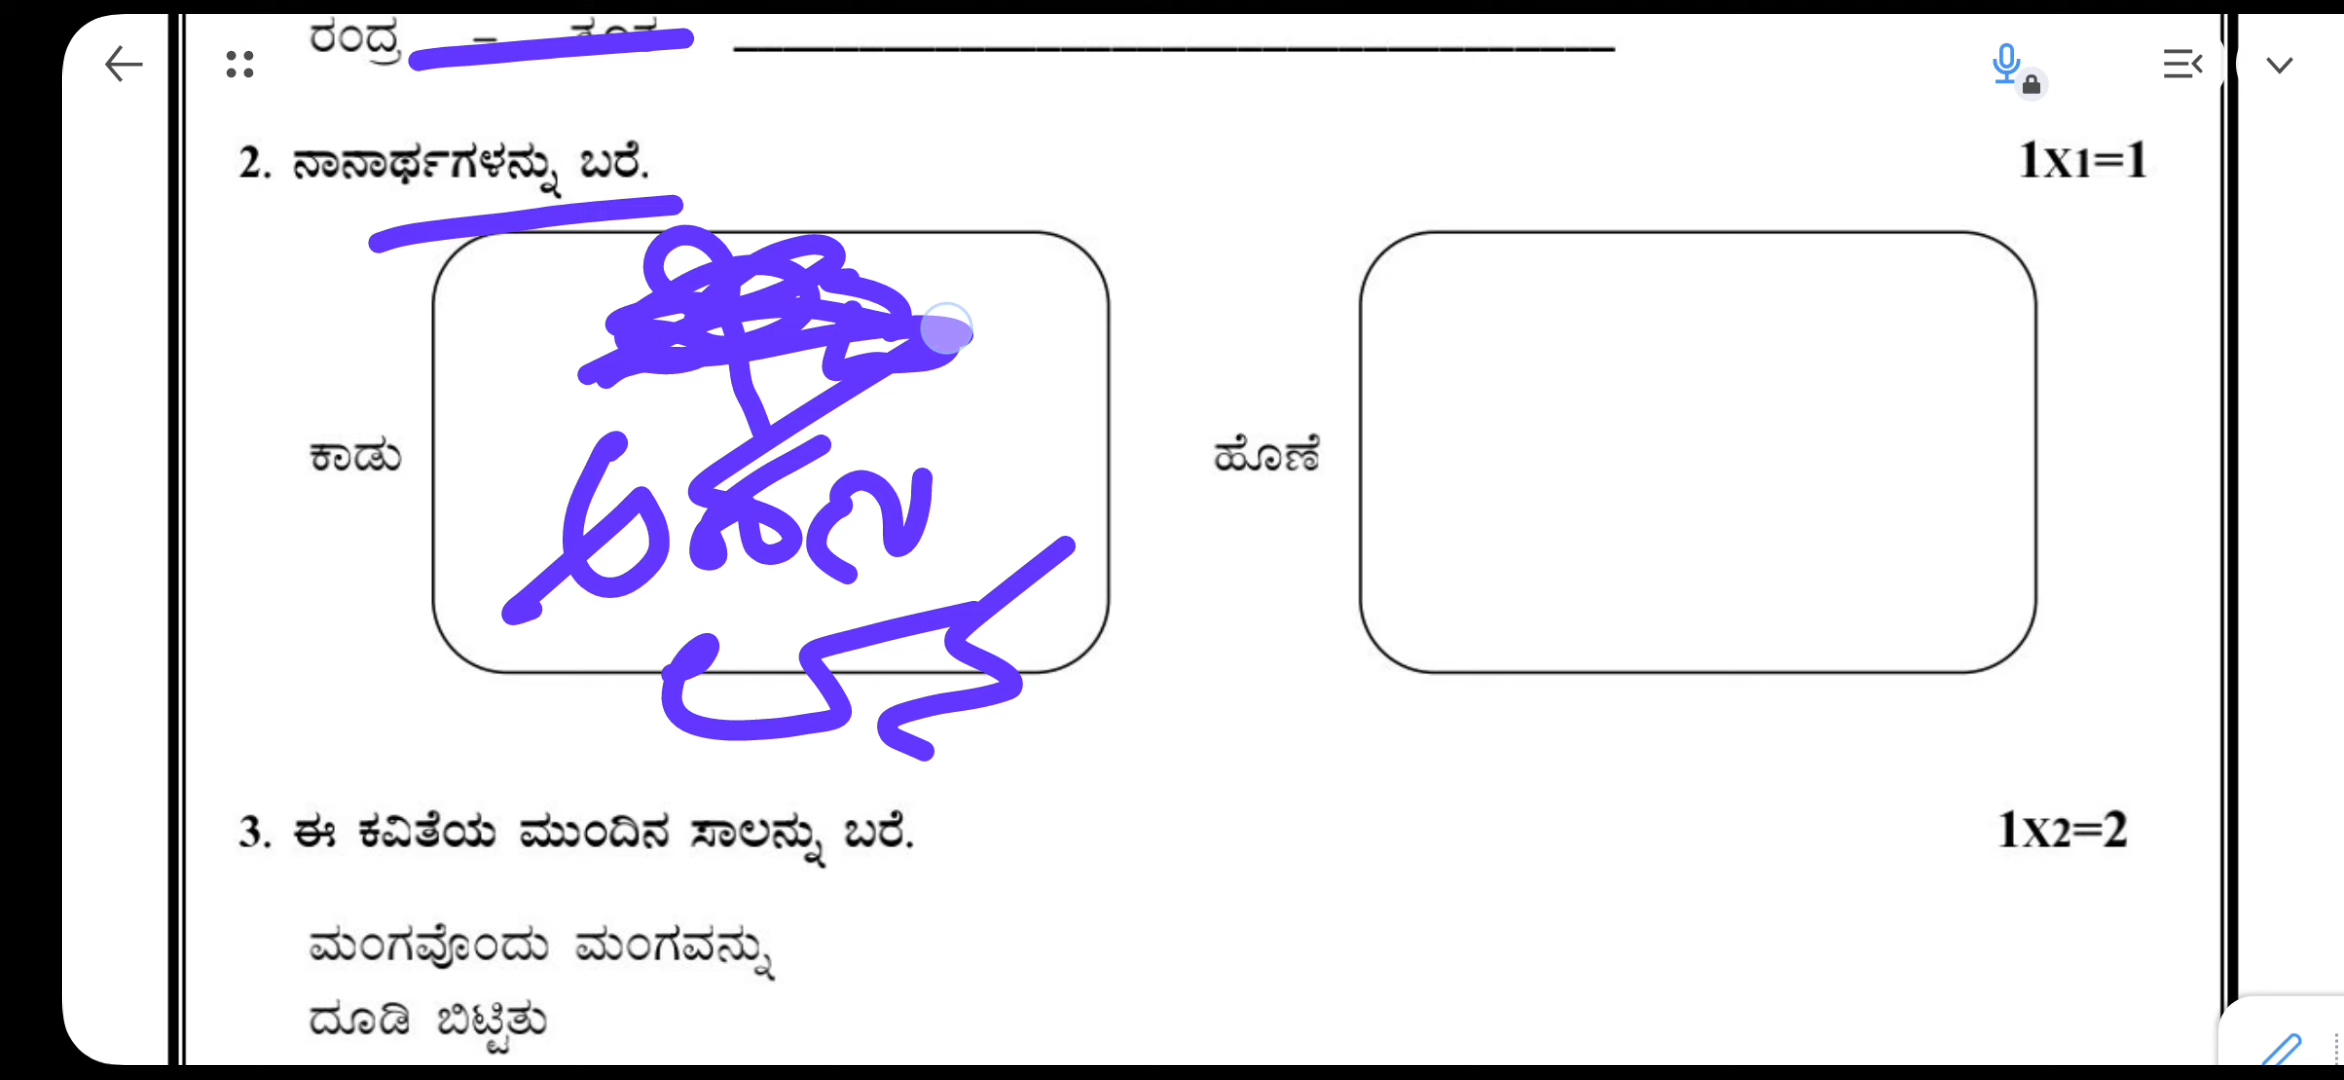 ರಂದ್ರ –
2. ನಾನಾರ್ಥಗಳನ್ನು ಬರೆ. 1X1=1
ಕಾಡು
ಹೊಣೆ
3. ಈ ಕವಿತೆಯ ಮುಂದಿನ ಸಾಲನ್ನು ಬರೆ. 1X2=2
ಮಂಗವೊಂದು ಮಂಗವನ್ನು
ದೂಡಿ ಬಿಟ್ಟಿತು